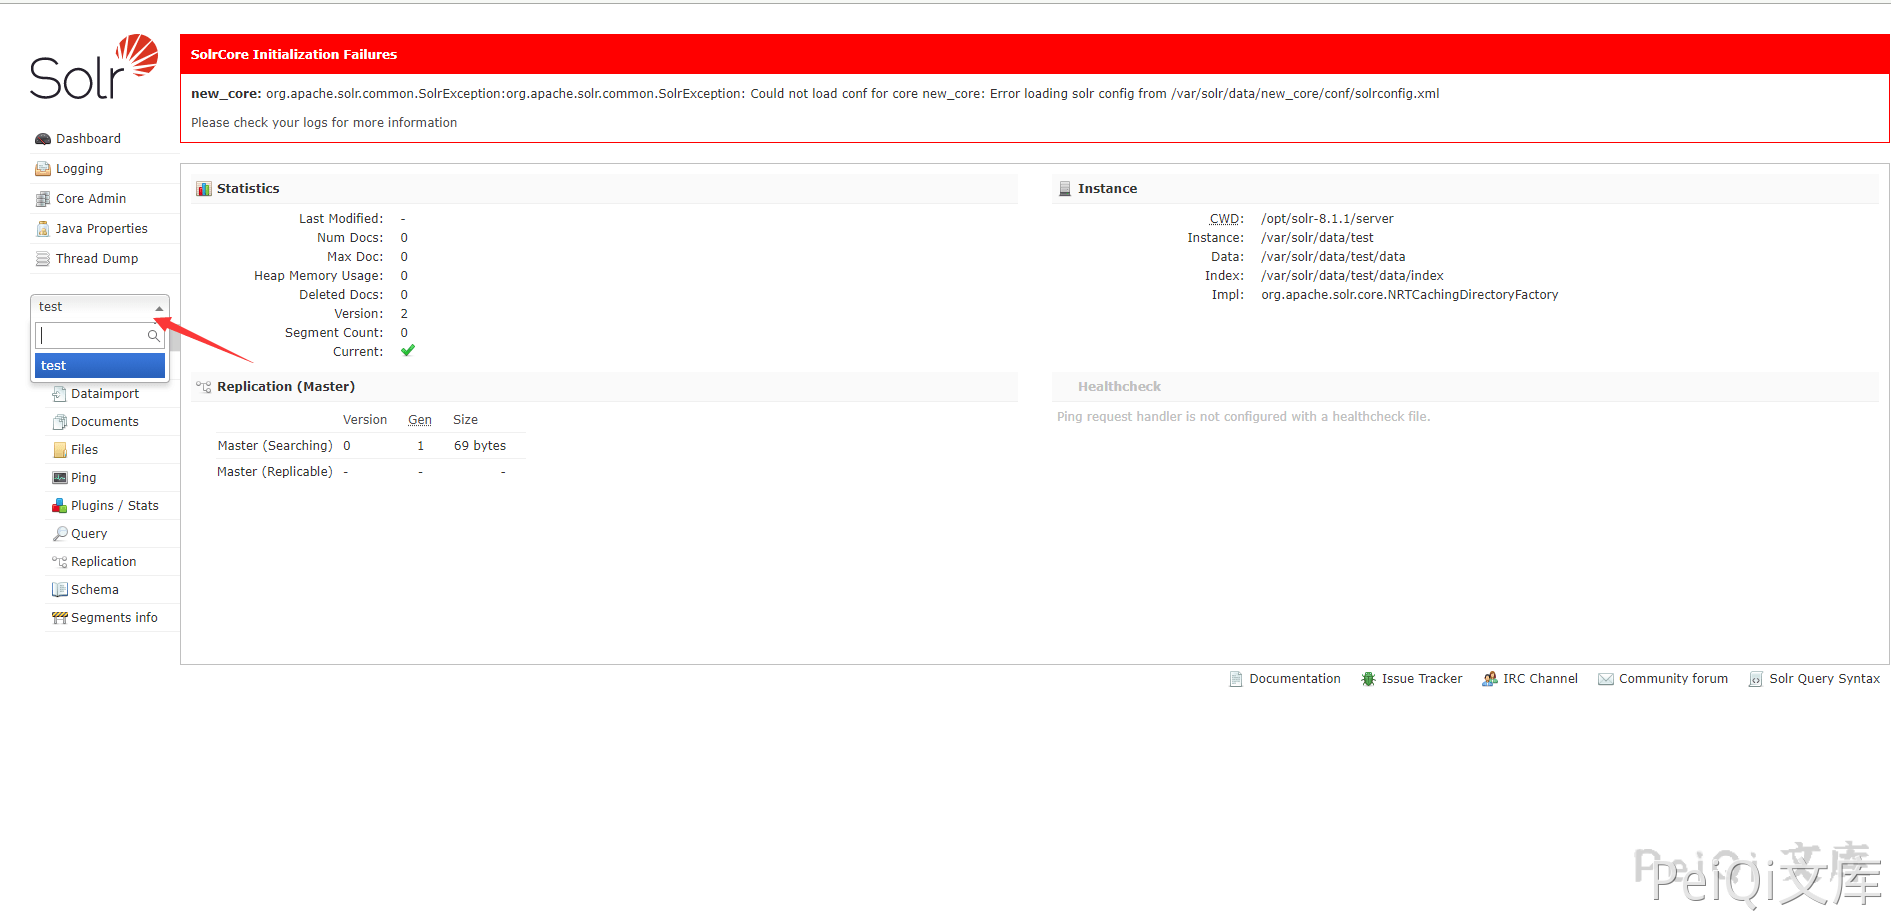 Solr
SolrCore Initialization Failures
new_core: org.apache.solr.common.SolrException:org.apache.solr.common.SolrException: Could not load conf for core new_core: Error loading solr config from /var/solr/data/new_core/conf/solrconfig.xml
Please check your logs for more information
Dashboard
Logging
Core Admin
Java Properties
Thread Dump
test
test
Dataimport
Documents
Files
Ping
Plugins / Stats
Query
Replication
Schema
Segments info
Statistics
Last Modified: -
Num Docs: 0
Max Doc: 0
Heap Memory Usage: 0
Deleted Docs: 0
Version: 2
Segment Count: 0
Current:
Instance
CWD: /opt/solr-8.1.1/server
Instance: /var/solr/data/test
Data: /var/solr/data/test/data
Index: /var/solr/data/test/data/index
Impl: org.apache.solr.core.NRTCachingDirectoryFactory
Replication (Master)
Version Gen Size
Master (Searching) 0 1 69 bytes
Master (Replicable) - - -
Healthcheck
Ping request handler is not configured with a healthcheck file.
Documentation Issue Tracker IRC Channel Community forum Solr Query Syntax
PeiQi文库
PeiQi文库